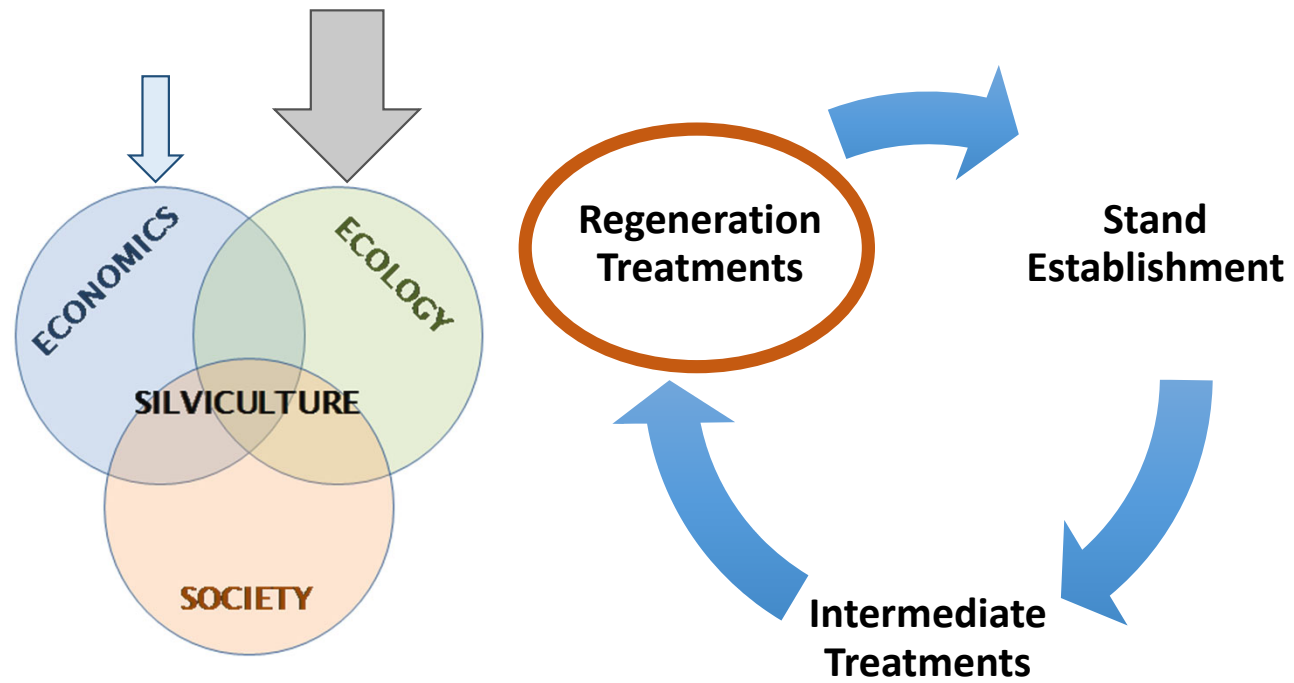 ECONOMICS
ECOLOGY
SILVICULTURE
SOCIETY
Regeneration
Treatments
Stand
Establishment
Intermediate
Treatments